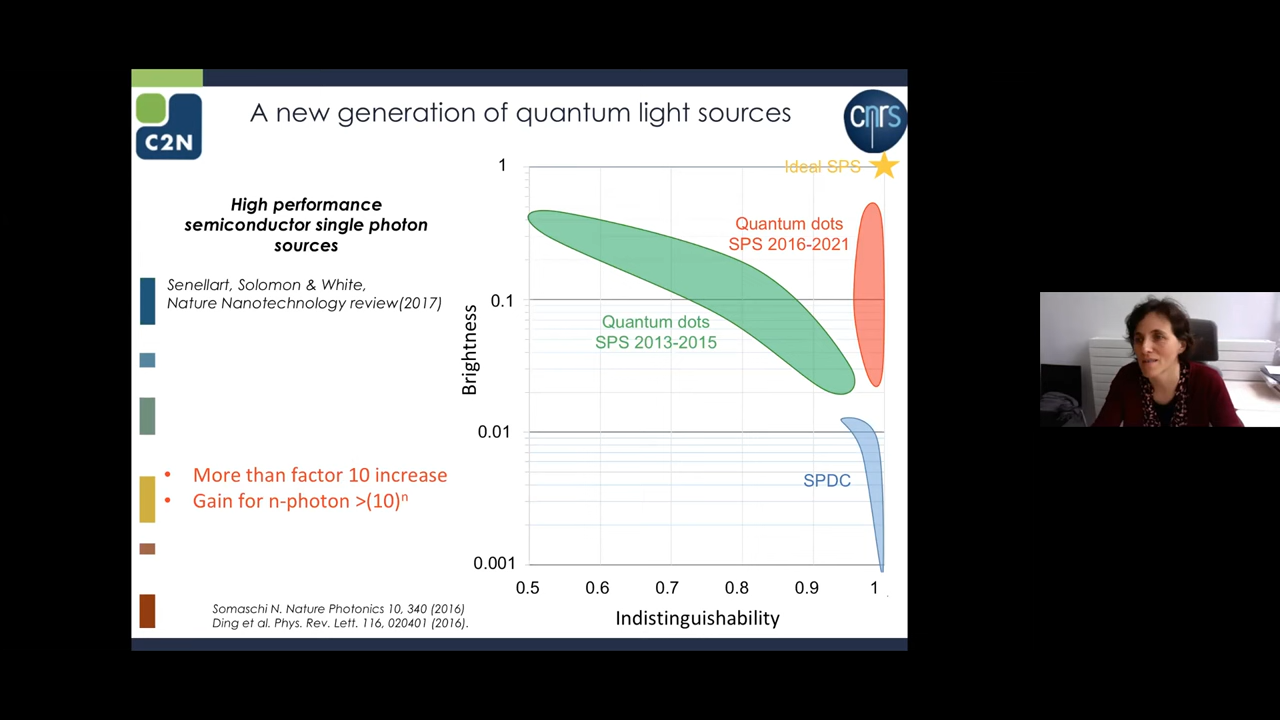 A new generation of quantum light sources
C2N
cnrs
High performance
semiconductor single photon
sources
Senellart, Solomon & White,
Nature Nanotechnology review(2017)
• More than factor 10 increase
• Gain for n-photon >(10)ⁿ
Somaschi N. Nature Photonics 10, 340 (2016)
Ding et al. Phys. Rev. Lett. 116, 020401 (2016).
Ideal SPS
Quantum dots
SPS 2016-2021
Quantum dots
SPS 2013-2015
SPDC
Brightness
1
0.1
0.01
0.001
0.5 0.6 0.7 0.8 0.9 1
Indistinguishability